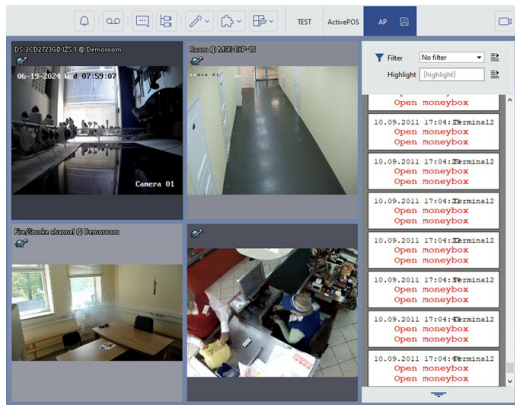 TEST
ActivePOS
AP
DS-2CD2723G0-IZS 1 @ Demoroom
06-19-2024 Wed 07:59:07
Camera 01
Fire/Smoke channel @ Demoroom
Filter
No filter
Highlight
[highlight]
Open moneybox
10.09.2011 17:04:
Terminal2
Open moneybox
Open moneybox
10.09.2011 17:04:
Terminal2
Open moneybox
Open moneybox
10.09.2011 17:04:
Terminal2
Open moneybox
Open moneybox
10.09.2011 17:04:
Terminal2
Open moneybox
Open moneybox
10.09.2011 17:04:
Terminal2
Open moneybox
Open moneybox
10.09.2011 17:04:
Terminal2
Open moneybox
Open moneybox
10.09.2011 17:04:
Terminal2
Open moneybox
Open moneybox